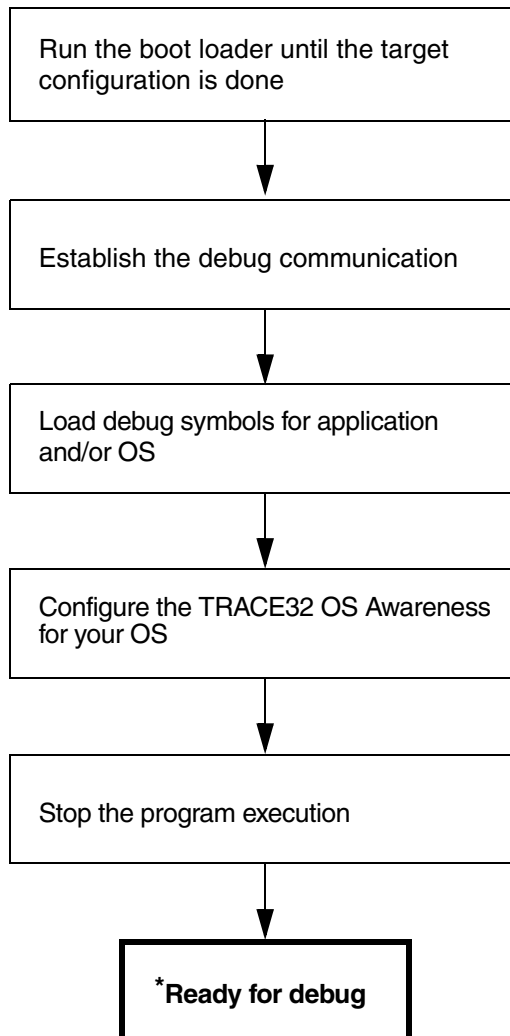 Run the boot loader until the target
configuration is done
Establish the debug communication
Load debug symbols for application
and/or OS
Configure the TRACE32 OS Awareness
for your OS
Stop the program execution
*Ready for debug